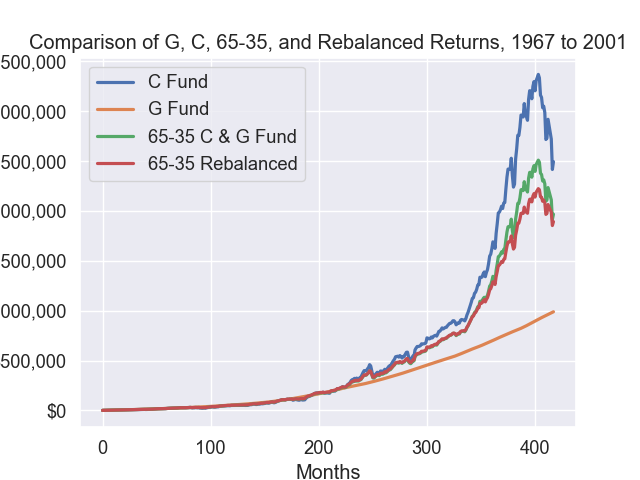 Comparison of G, C, 65-35, and Rebalanced Returns, 1967 to 2001
C Fund
G Fund
65-35 C & G Fund
65-35 Rebalanced
500,000
000,000
500,000
000,000
500,000
000,000
500,000
$0
0 100 200 300 400
Months